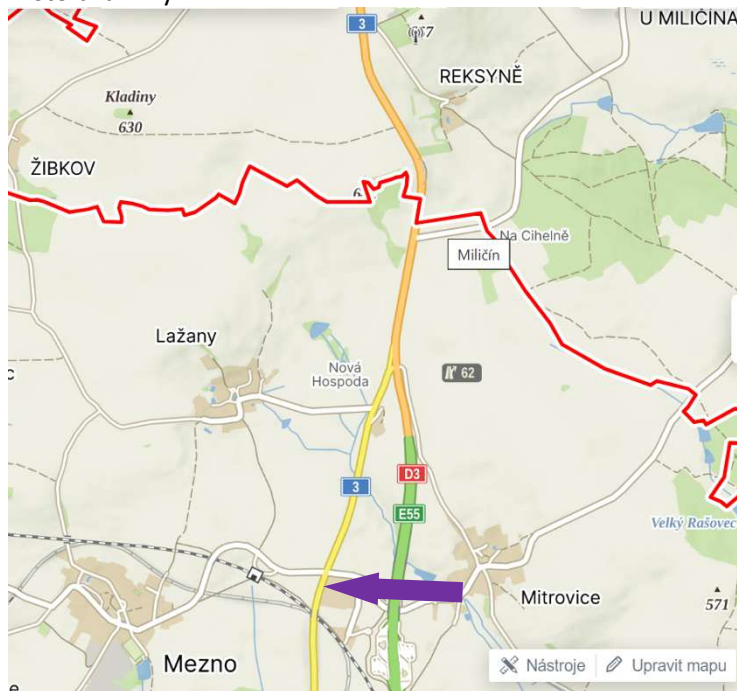 3
7
U MILIČÍNA
REKSYNĚ
Kladiny
630
ŽIBKOV
6
Na Cihelně
Miličín
Lažany
Nová
Hospoda
62
D3
3
E55
Velký Rašovec
Mitrovice
571
Mezno
Nástroje
Upravit mapu